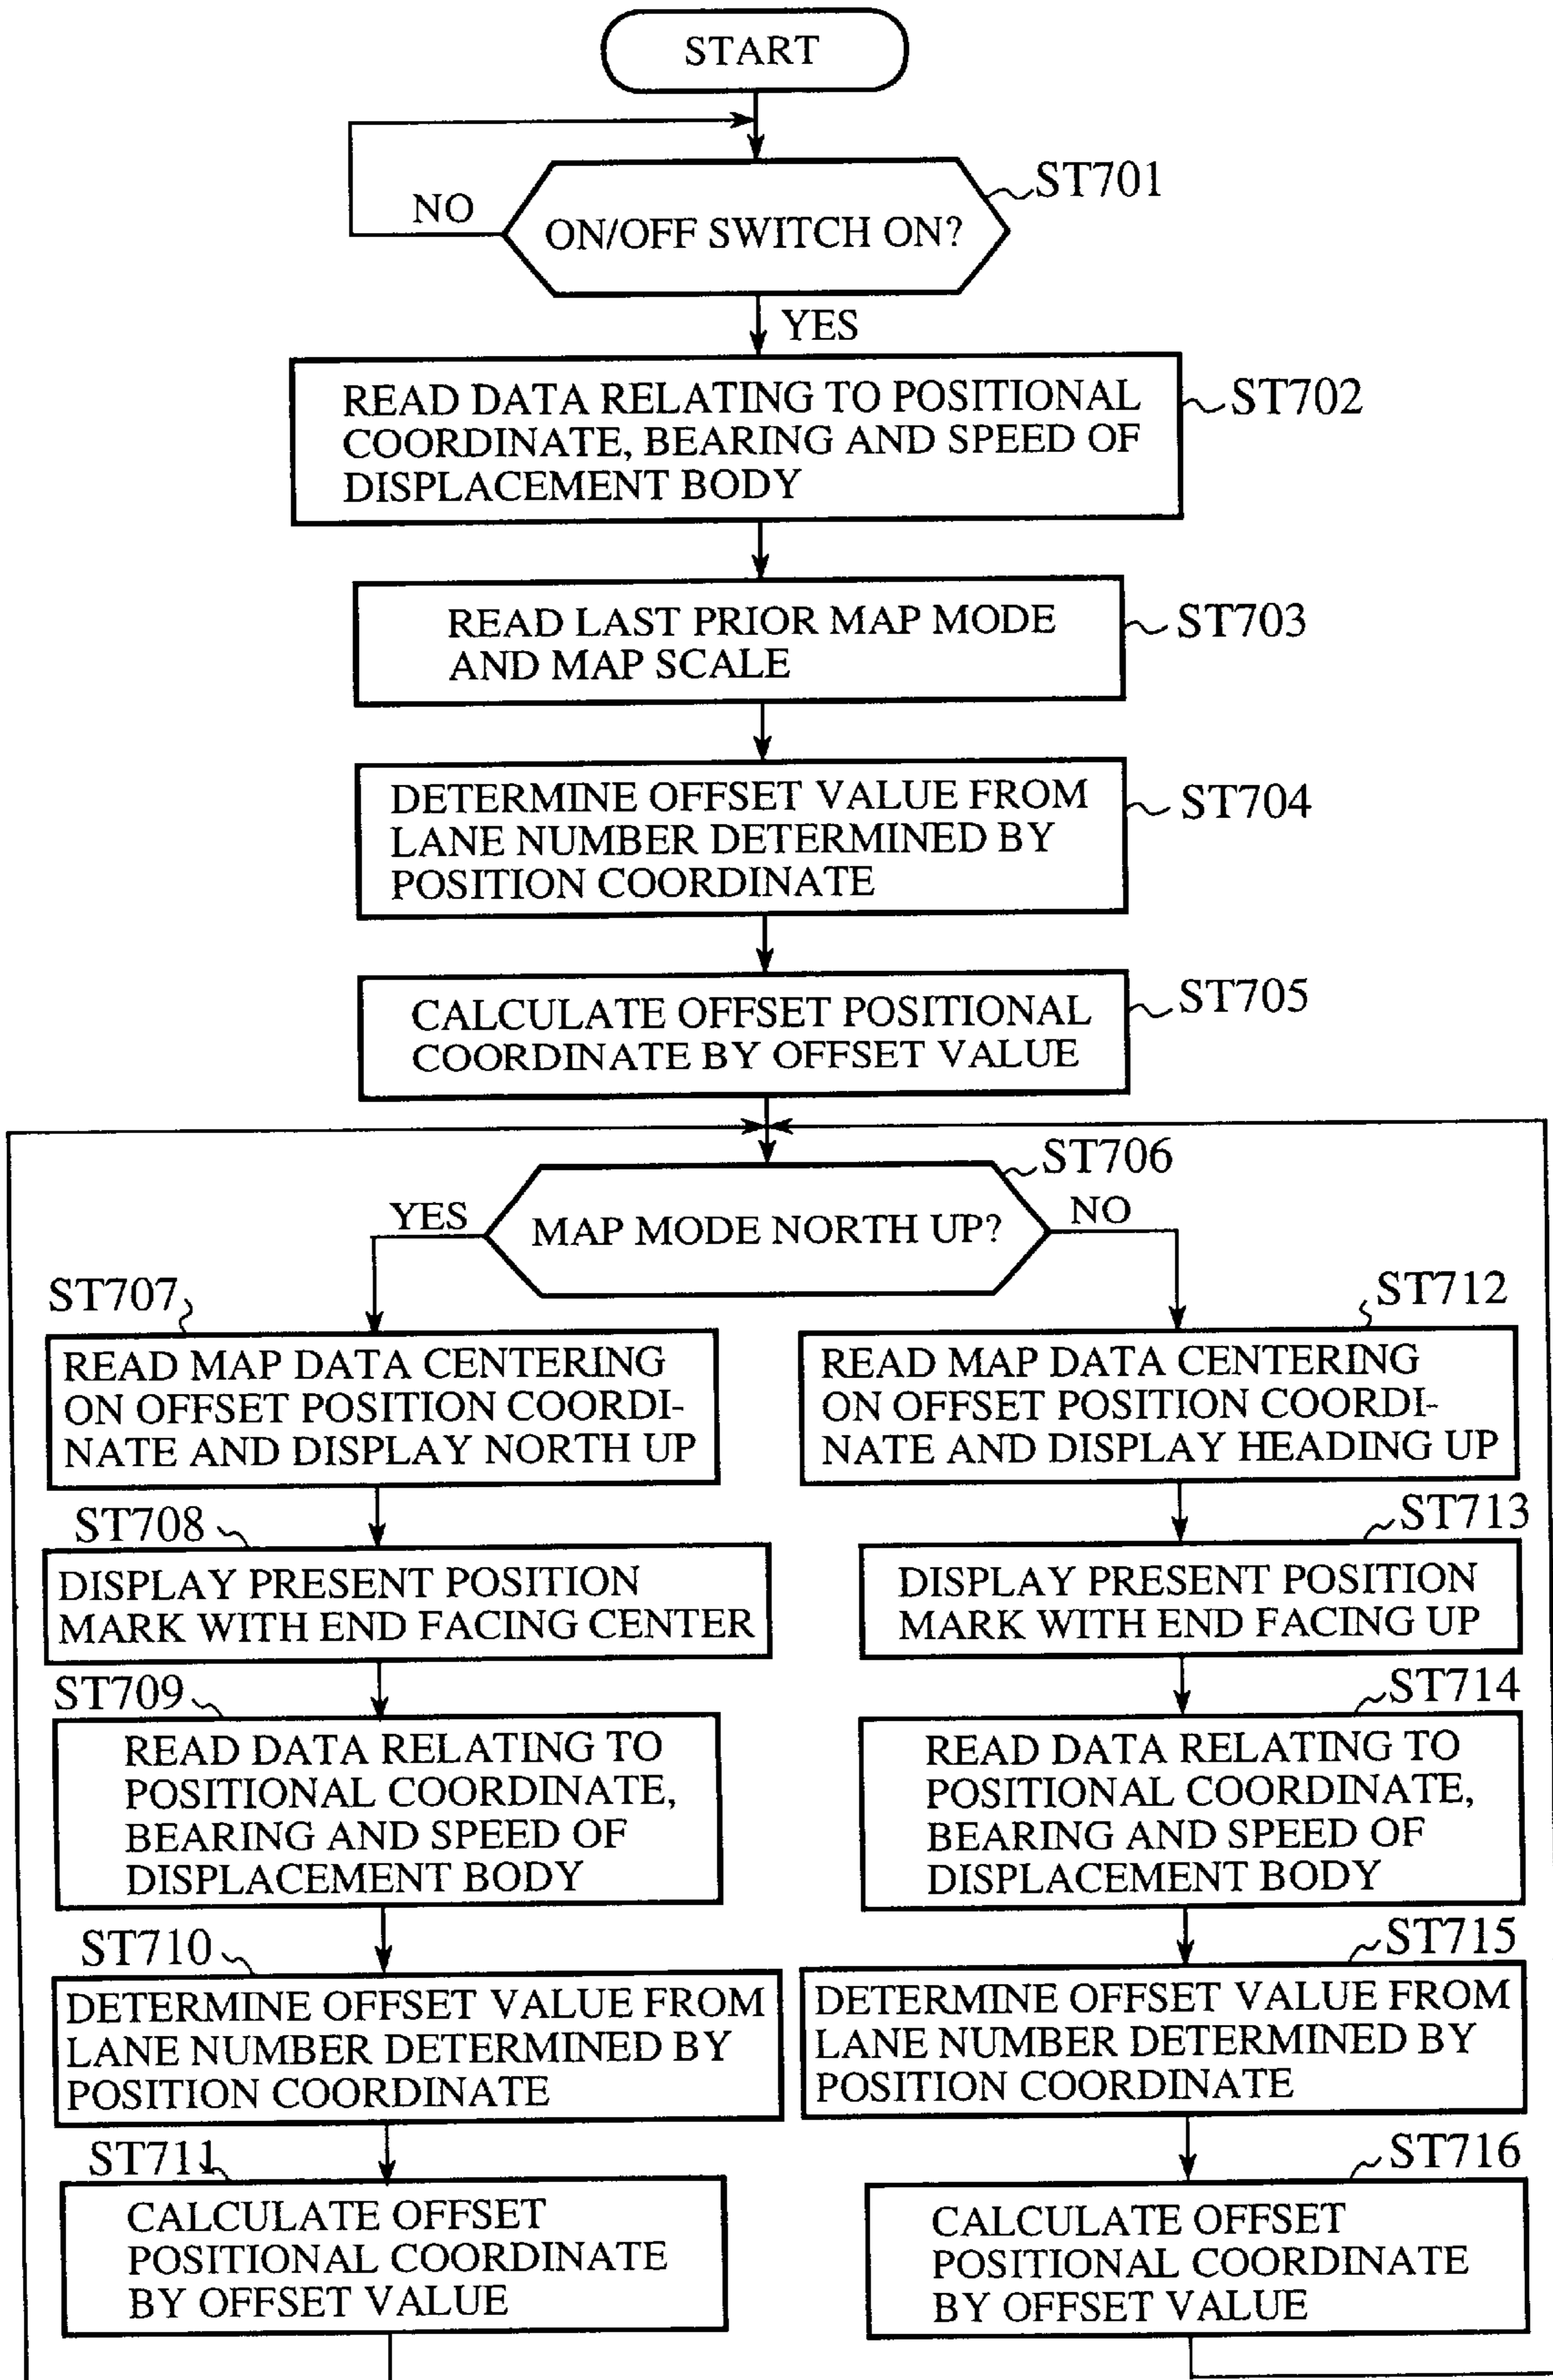 START
NO
ON/OFF SWITCH ON?
ST701
YES
READ DATA RELATING TO POSITIONAL
COORDINATE, BEARING AND SPEED OF
DISPLACEMENT BODY
ST702
READ LAST PRIOR MAP MODE
AND MAP SCALE
ST703
DETERMINE OFFSET VALUE FROM
LANE NUMBER DETERMINED BY
POSITION COORDINATE
ST704
CALCULATE OFFSET POSITIONAL
COORDINATE BY OFFSET VALUE
ST705
ST706
YES
MAP MODE NORTH UP?
NO
ST707
READ MAP DATA CENTERING
ON OFFSET POSITION COORDI-
NATE AND DISPLAY NORTH UP
ST708
DISPLAY PRESENT POSITION
MARK WITH END FACING CENTER
ST709
READ DATA RELATING TO
POSITIONAL COORDINATE,
BEARING AND SPEED OF
DISPLACEMENT BODY
ST710
DETERMINE OFFSET VALUE FROM
LANE NUMBER DETERMINED BY
POSITION COORDINATE
ST711
CALCULATE OFFSET
POSITIONAL COORDINATE
BY OFFSET VALUE
ST712
READ MAP DATA CENTERING
ON OFFSET POSITION COORDI-
NATE AND DISPLAY HEADING UP
ST713
DISPLAY PRESENT POSITION
MARK WITH END FACING UP
ST714
READ DATA RELATING TO
POSITIONAL COORDINATE,
BEARING AND SPEED OF
DISPLACEMENT BODY
ST715
DETERMINE OFFSET VALUE FROM
LANE NUMBER DETERMINED BY
POSITION COORDINATE
ST716
CALCULATE OFFSET
POSITIONAL COORDINATE
BY OFFSET VALUE